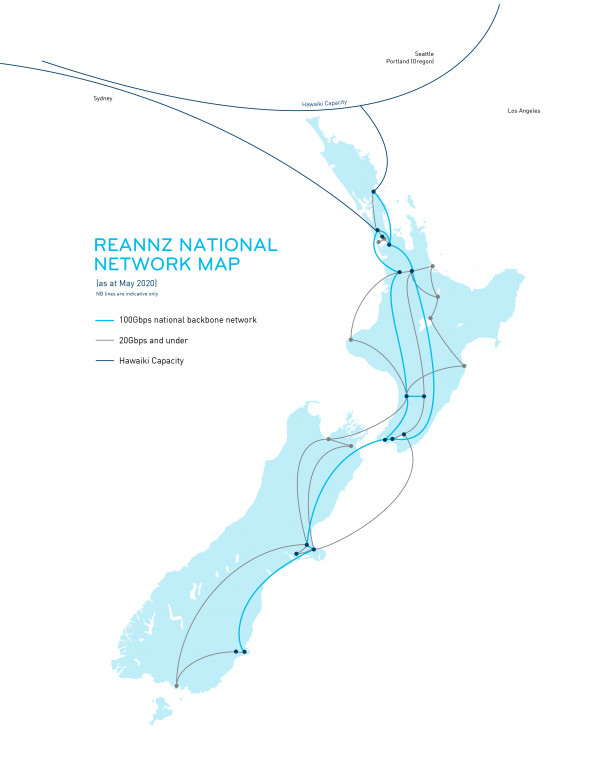 Seattle
Portland (Oregon)
Sydney
Hawaiki Capacity
Los Angeles
REANNZ NATIONAL
NETWORK MAP
(as at May 2020)
NB lines are indicative only
100Gbps national backbone network
20Gbps and under
Hawaiki Capacity